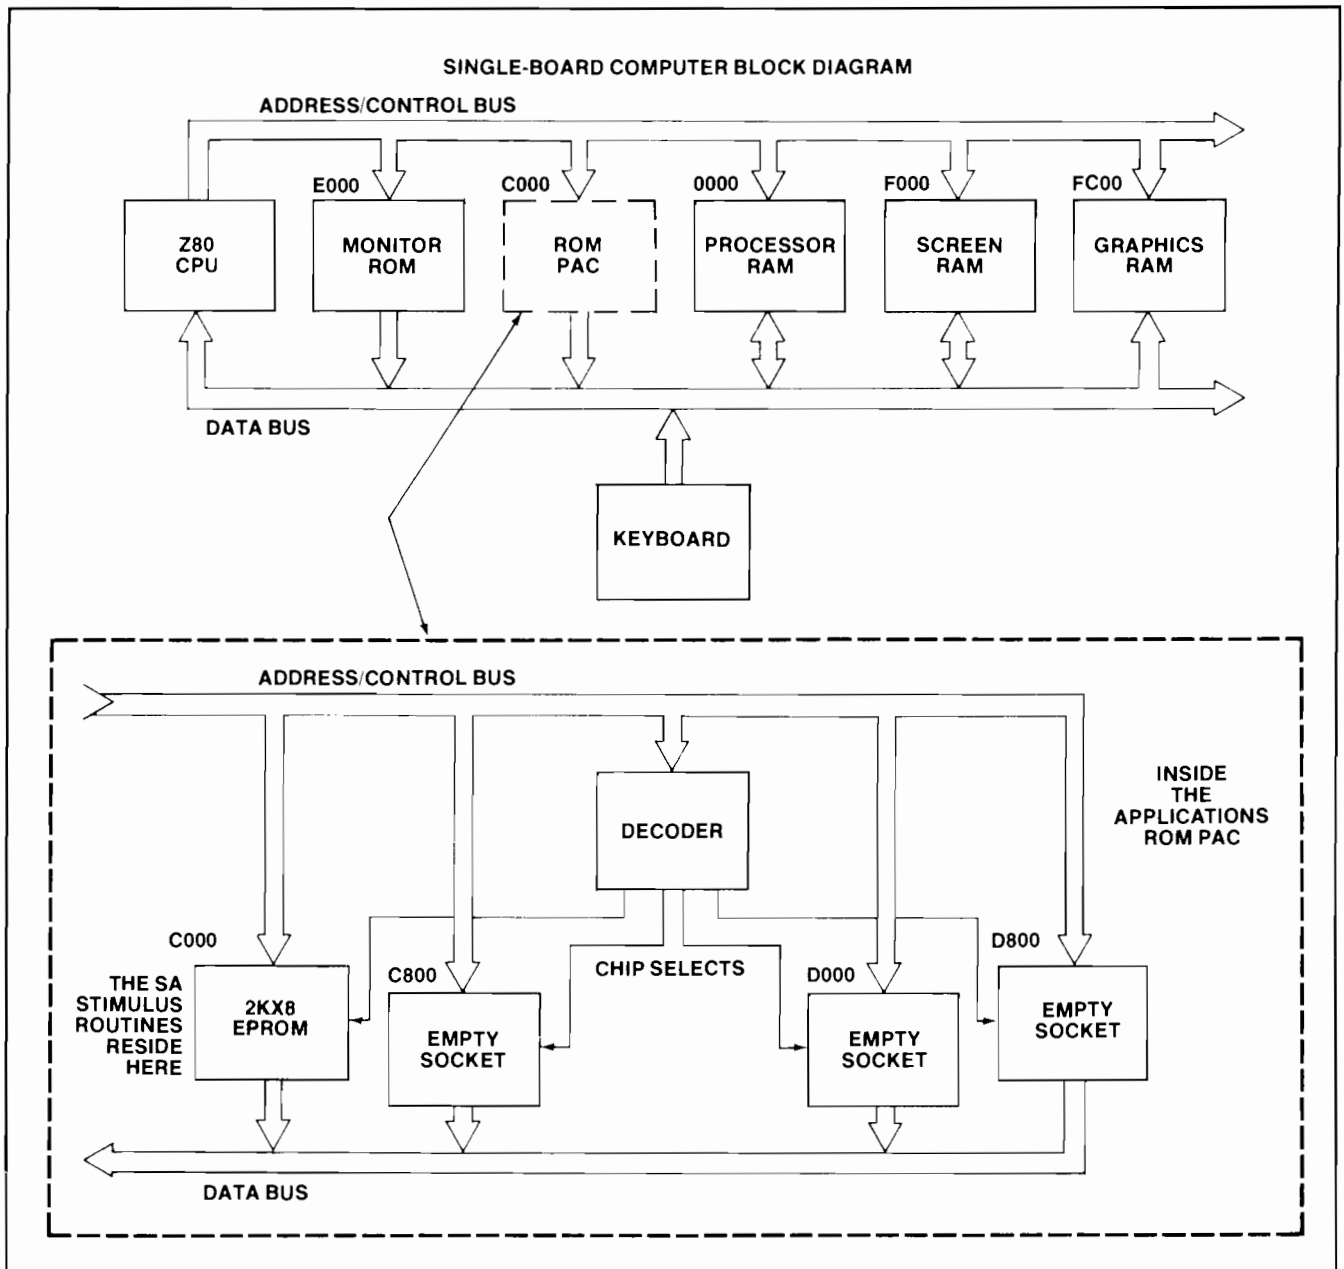 SINGLE-BOARD COMPUTER BLOCK DIAGRAM
ADDRESS/CONTROL BUS
E000
C000
0000
F000
FC00
Z80
CPU
MONITOR
ROM
ROM
PAC
PROCESSOR
RAM
SCREEN
RAM
GRAPHICS
RAM
DATA BUS
KEYBOARD
ADDRESS/CONTROL BUS
INSIDE
THE
APPLICATIONS
ROM PAC
DECODER
C000
C800
CHIP SELECTS
D000
D800
THE SA
STIMULUS
ROUTINES
RESIDE
HERE
2KX8
EPROM
EMPTY
SOCKET
EMPTY
SOCKET
EMPTY
SOCKET
DATA BUS